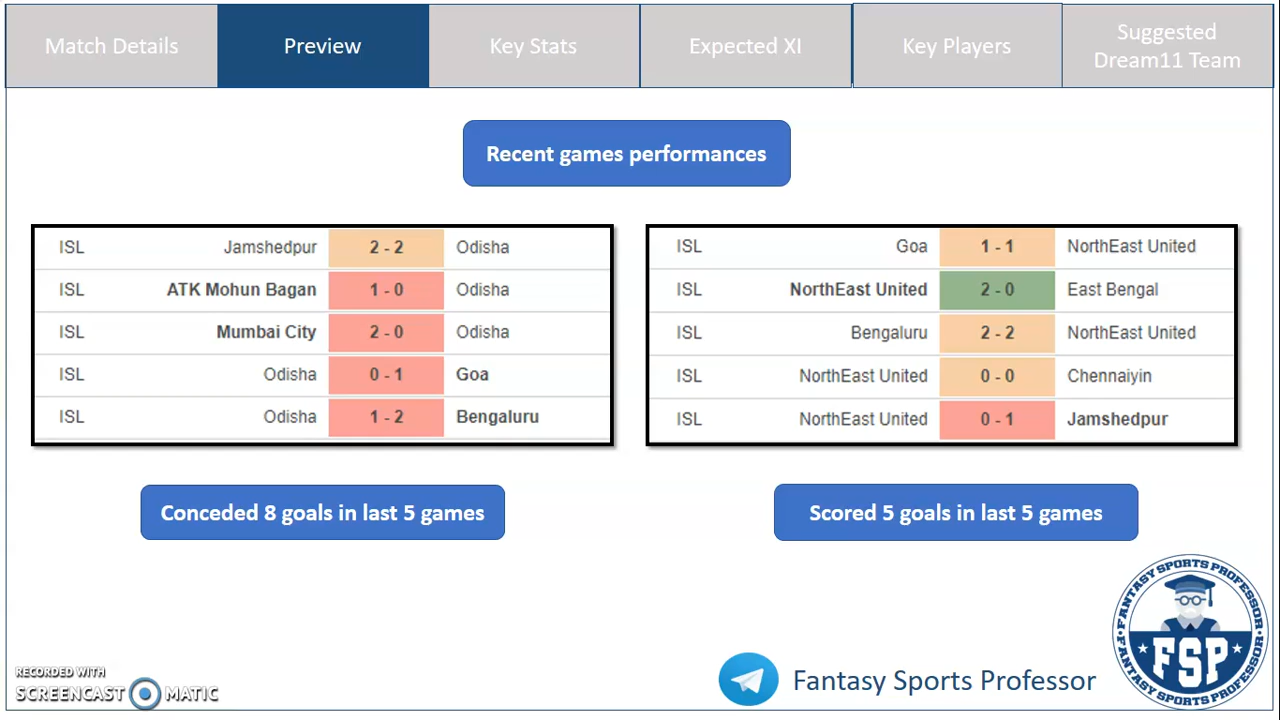 Match Details
Preview
Key Stats
Expected XI
Key Players
Suggested
Dream11 Team
Recent games performances
ISL Jamshedpur 2 - 2 Odisha
ISL ATK Mohun Bagan 1 - 0 Odisha
ISL Mumbai City 2 - 0 Odisha
ISL Odisha 0 - 1 Goa
ISL Odisha 1 - 2 Bengaluru
ISL Goa 1 - 1 NorthEast United
ISL NorthEast United 2 - 0 East Bengal
ISL Bengaluru 2 - 2 NorthEast United
ISL NorthEast United 0 - 0 Chennaiyin
ISL NorthEast United 0 - 1 Jamshedpur
Conceded 8 goals in last 5 games
Scored 5 goals in last 5 games
RECORDED WITH
SCREENCAST MATIC
Fantasy Sports Professor
FANTASY SPORTS PROFESSOR
FSP
FANTASY SPORTS PROFESSOR